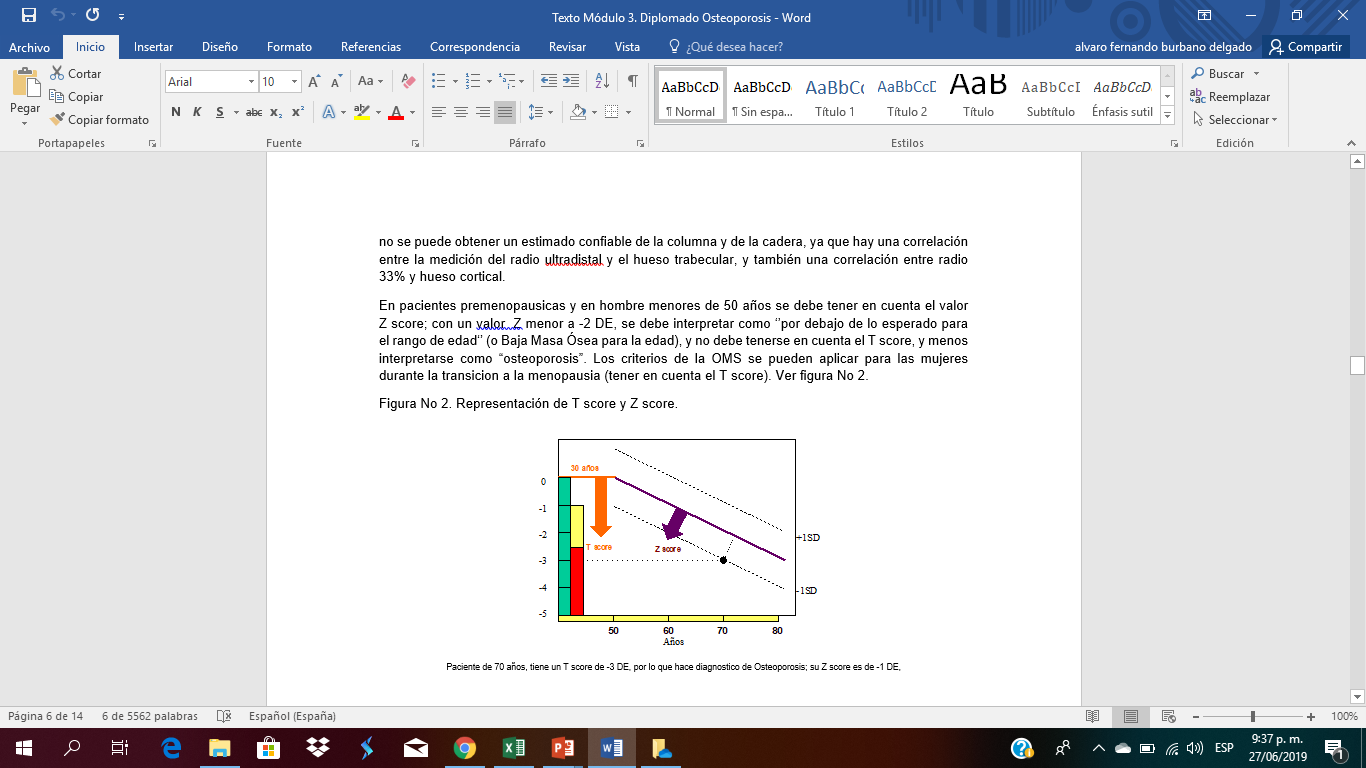 Texto Módulo 3. Diplomado Osteoporosis - Word
Archivo Inicio Insertar Diseño Formato Referencias Correspondencia Revisar Vista ¿Qué desea hacer? alvaro fernando burbano delgado Compartir
Pegar
Cortar
Copiar
Copiar formato
Portapapeles
Arial 10
Aa
N K S abc x₂ x² A A
Fuente
Párrafo
AaBbCcD AaBbCcD AaBbCc AaBbCcD AaB AaBbCcD AaBbCcD
¶ Normal ¶ Sin espa... Título 1 Título 2 Título Subtítulo Énfasis sutil
Estilos
Buscar
Reemplazar
Seleccionar
Edición
no se puede obtener un estimado confiable de la columna y de la cadera, ya que hay una correlación
entre la medición del radio ultradistal y el hueso trabecular, y también una correlación entre radio
33% y hueso cortical.
En pacientes premenopausicas y en hombre menores de 50 años se debe tener en cuenta el valor
Z score; con un valor Z menor a -2 DE, se debe interpretar como ‘’por debajo de lo esperado para
el rango de edad‘’ (o Baja Masa Ósea para la edad), y no debe tenerse en cuenta el T score, y menos
interpretarse como “osteoporosis”. Los criterios de la OMS se pueden aplicar para las mujeres
durante la transicion a la menopausia (tener en cuenta el T score). Ver figura No 2.
Figura No 2. Representación de T score y Z score.
30 años
0
-1
-2
-3
-4
-5
T score
Z score
+1SD
-1SD
50 60 70 80
Años
Paciente de 70 años, tiene un T score de -3 DE, por lo que hace diagnostico de Osteoporosis; su Z score es de -1 DE,
Página 6 de 14 6 de 5562 palabras Español (España) 100%
ESP
9:37 p. m.
27/06/2019
1